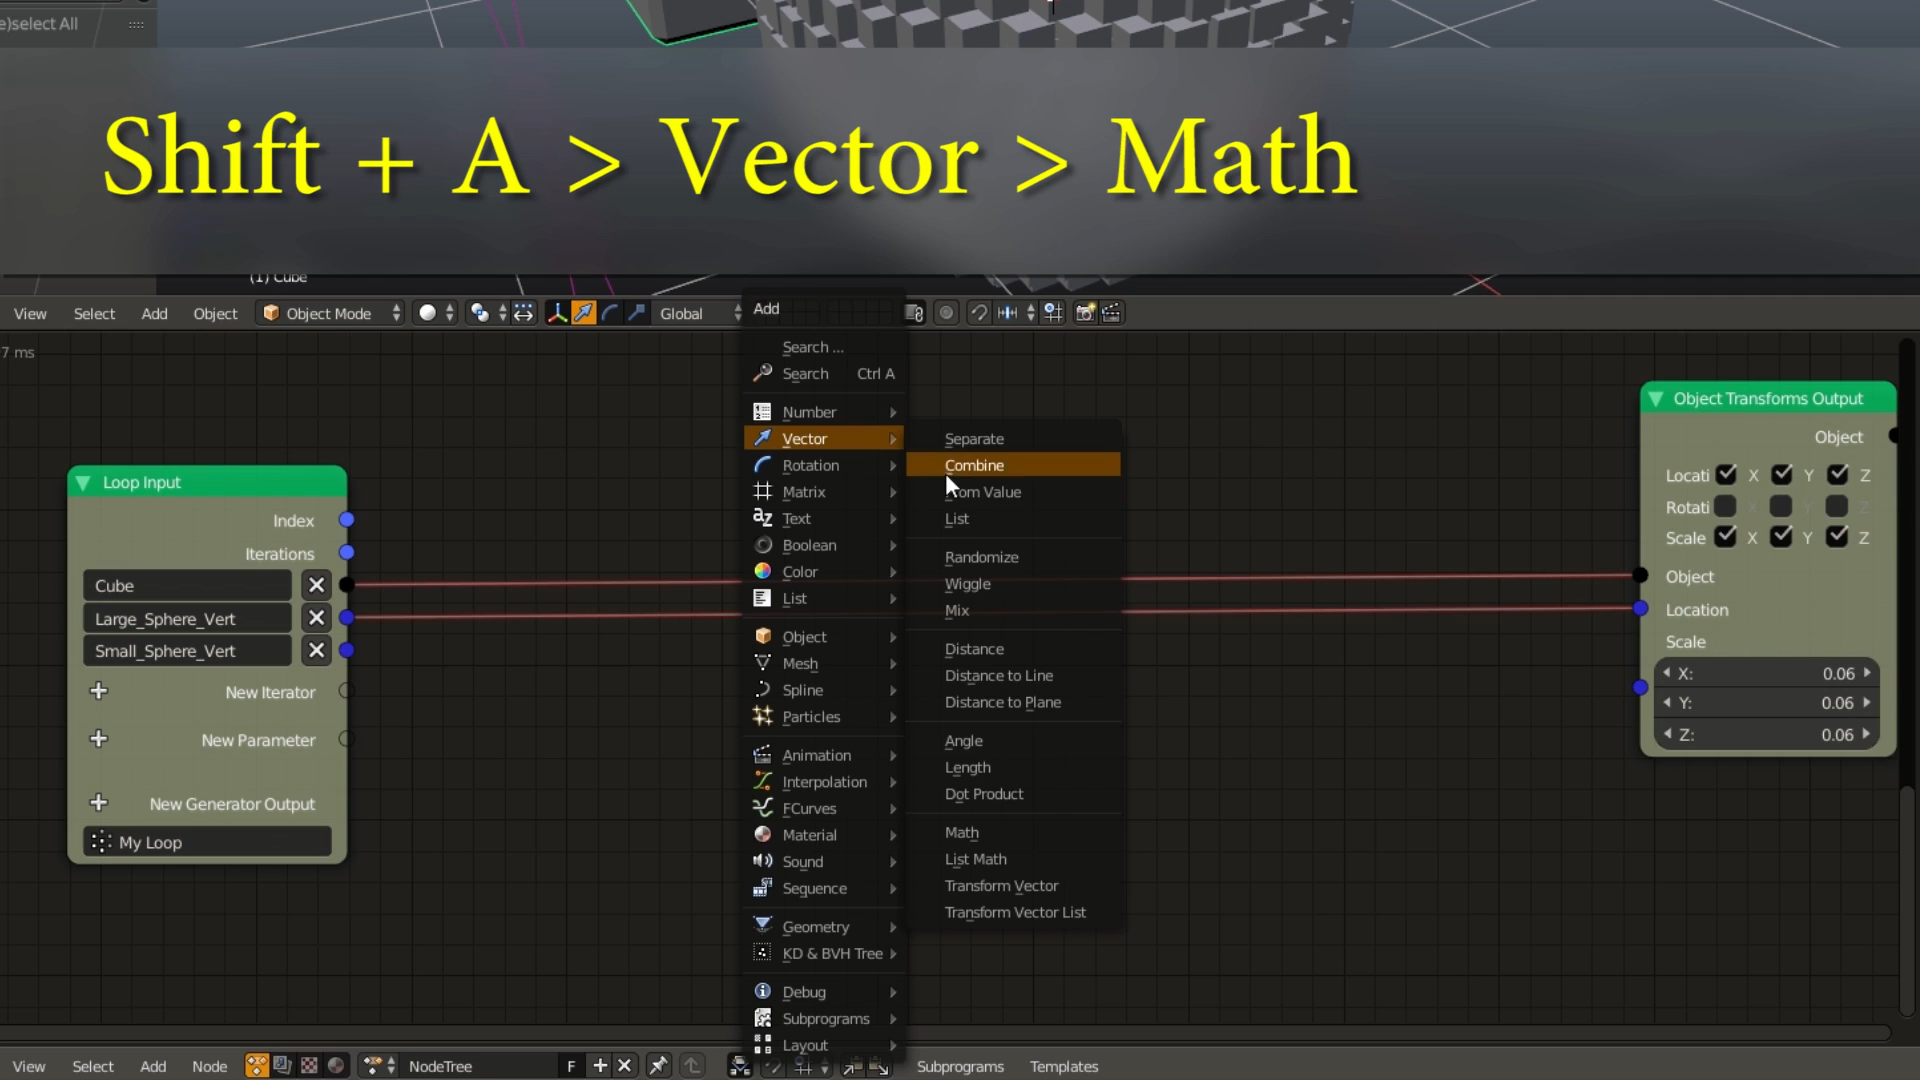 e)select All
Shift + A > Vector > Math
(1) Cube
View Select Add Object Object Mode Global
7 ms
Add
Search ...
Search Ctrl A
Number
Vector
Rotation
Matrix
Text
Boolean
Color
List
Object
Mesh
Spline
Particles
Animation
Interpolation
FCurves
Material
Sound
Sequence
Geometry
KD & BVH Tree
Debug
Subprograms
Layout
Separate
Combine
From Value
List
Randomize
Wiggle
Mix
Distance
Distance to Line
Distance to Plane
Angle
Length
Dot Product
Math
List Math
Transform Vector
Transform Vector List
Loop Input
Index
Iterations
Cube
Large_Sphere_Vert
Small_Sphere_Vert
New Iterator
New Parameter
New Generator Output
My Loop
Object Transforms Output
Object
Locati X Y Z
Rotati X Y Z
Scale X Y Z
Object
Location
Scale
X: 0.06
Y: 0.06
Z: 0.06
View Select Add Node NodeTree F Subprograms Templates